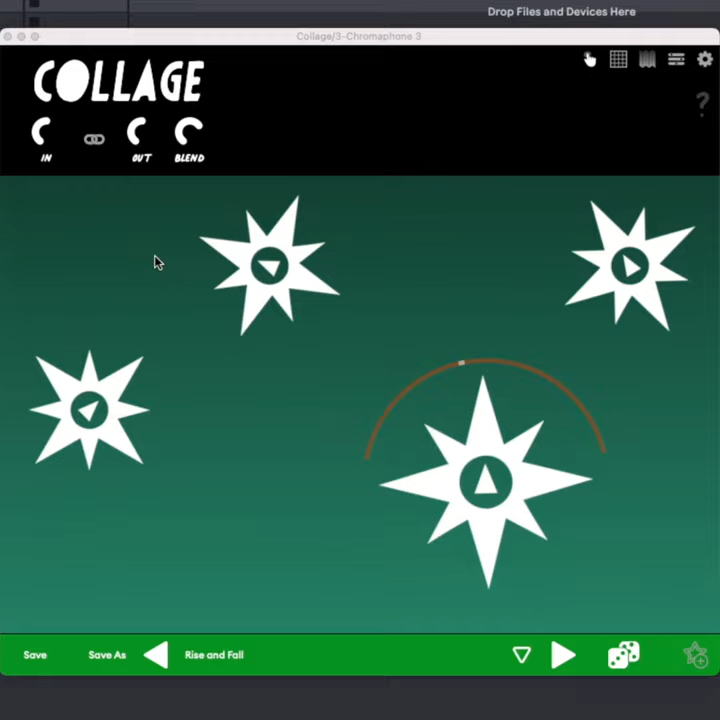 Drop Files and Devices Here
Collage/3-Chromaphone 3
COLLAGE
IN
OUT
BLEND
?
Save
Save As
Rise and Fall